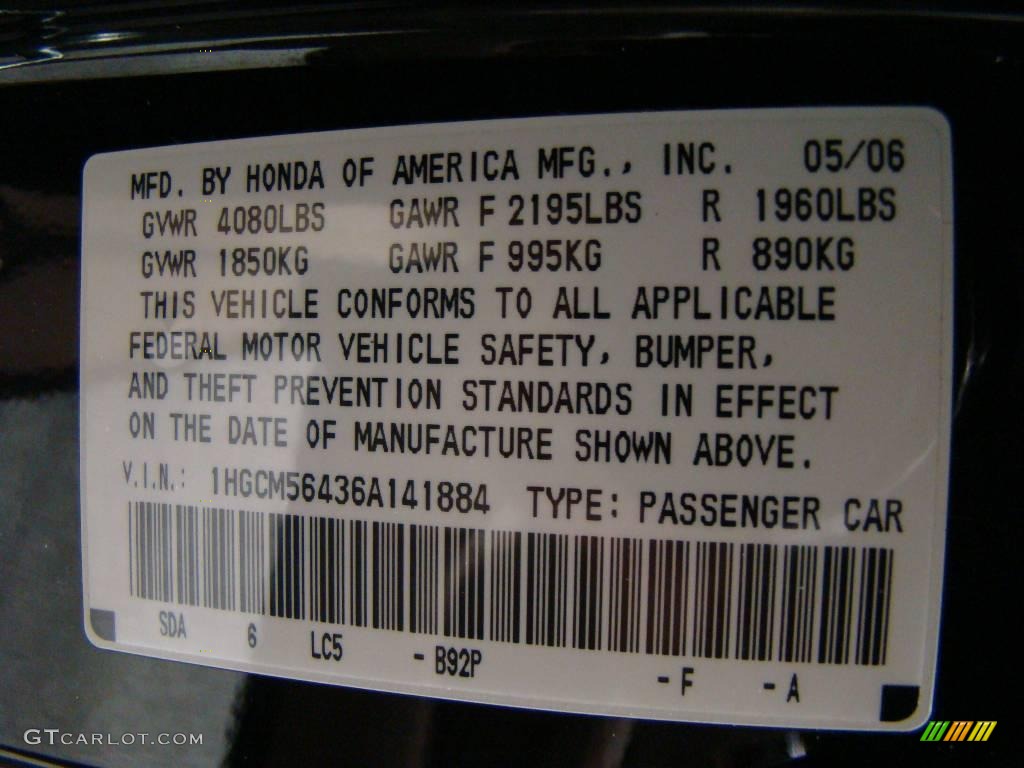 MFD. BY HONDA OF AMERICA MFG., INC. 05/06
GVWR 4080LBS GAWR F 2195LBS R 1960LBS
GVWR 1850KG GAWR F 995KG R 890KG
THIS VEHICLE CONFORMS TO ALL APPLICABLE
FEDERAL MOTOR VEHICLE SAFETY, BUMPER,
AND THEFT PREVENTION STANDARDS IN EFFECT
ON THE DATE OF MANUFACTURE SHOWN ABOVE.
V.I.N.: 1HGCM56436A141884 TYPE: PASSENGER CAR
SDA 6 LC5 - B92P - F - A
GTCARLOT.COM